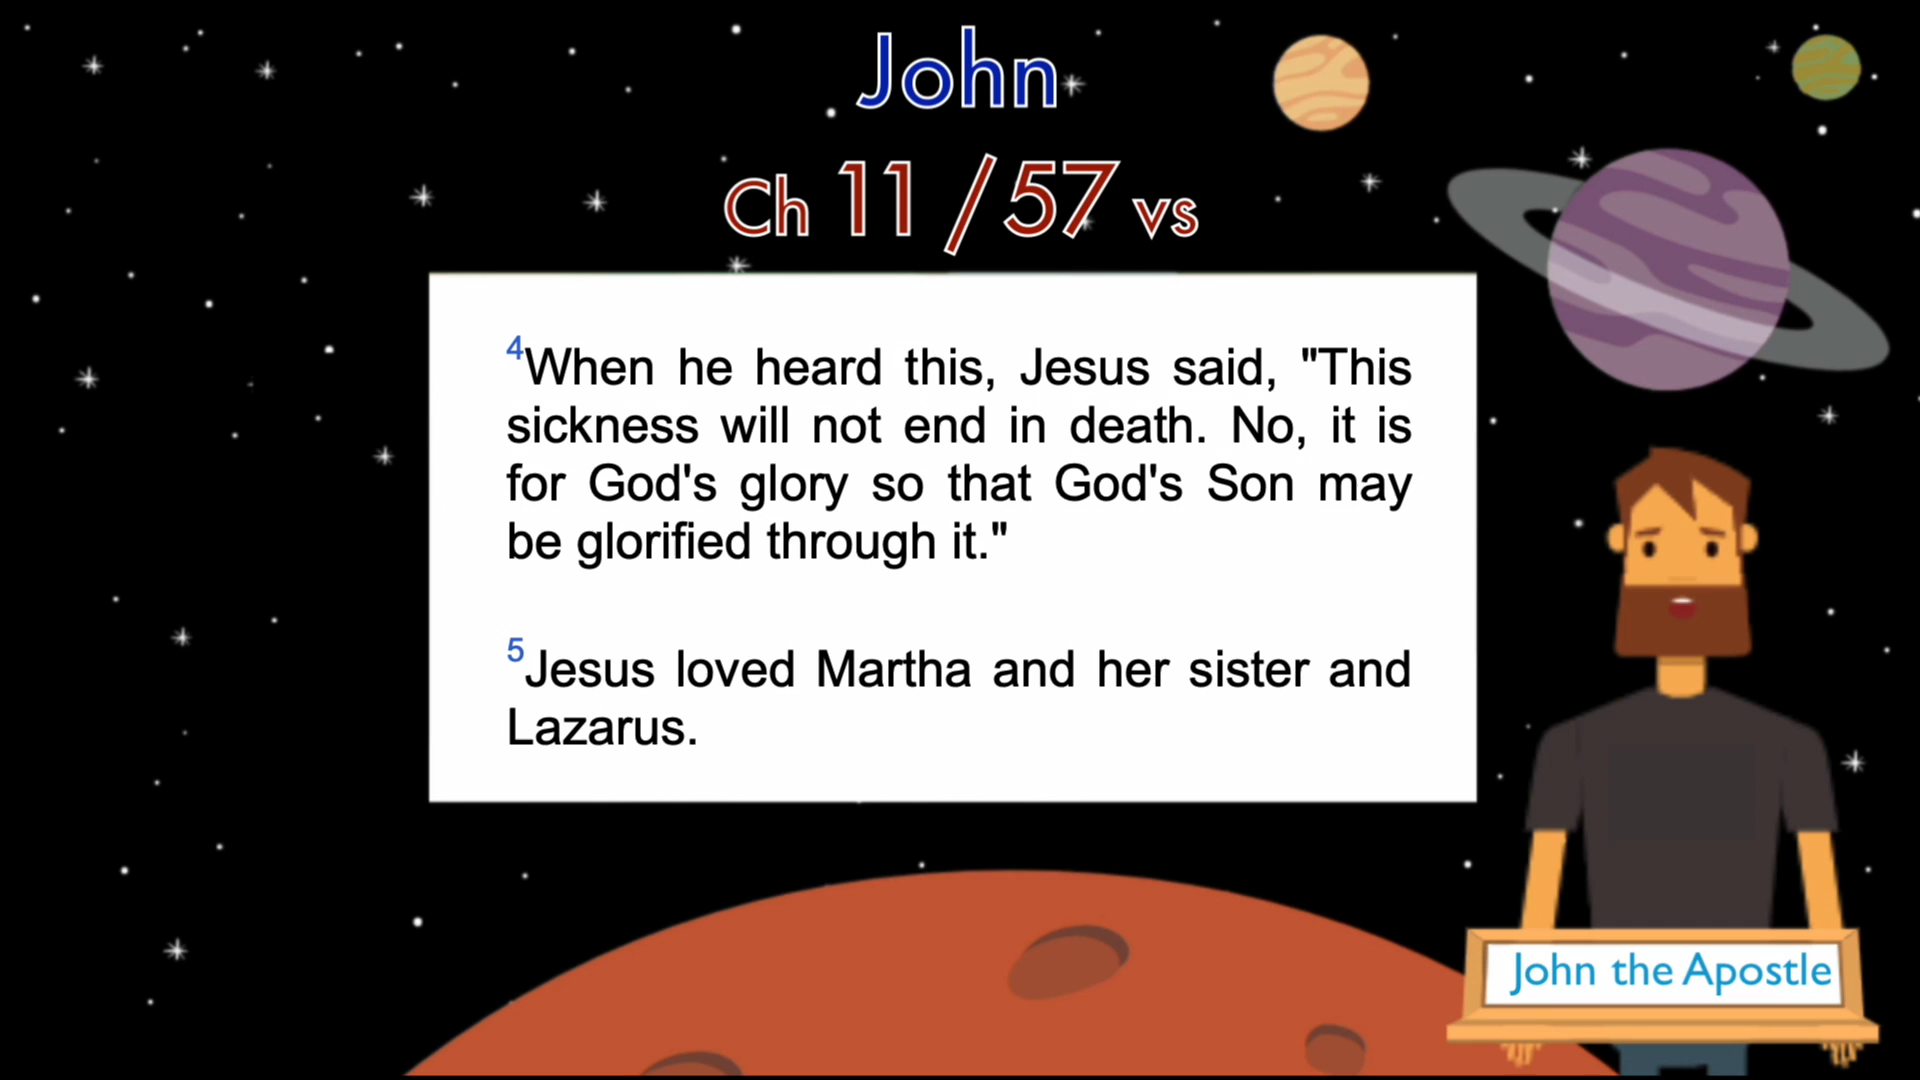 John
Ch 11 / 57 vs
4When he heard this, Jesus said, "This
sickness will not end in death. No, it is
for God's glory so that God's Son may
be glorified through it."
5Jesus loved Martha and her sister and
Lazarus.
John the Apostle